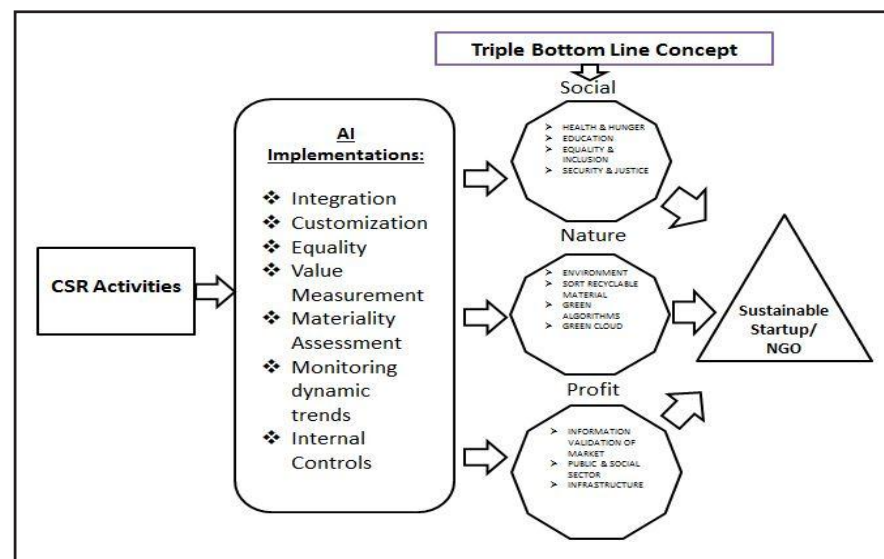 Triple Bottom Line Concept
CSR Activities
AI
Implementations:
❖ Integration
❖ Customization
❖ Equality
❖ Value
Measurement
❖ Materiality
Assessment
❖ Monitoring
dynamic
trends
❖ Internal
Controls
Social
➢ HEALTH & HUNGER
➢ EDUCATION
➢ EQUALITY &
INCLUSION
➢ SECURITY & JUSTICE
Nature
➢ ENVIRONMENT
➢ SORT RECYCLABLE
MATERIAL
➢ GREEN
ALGORITHMS
➢ GREEN CLOUD
Profit
➢ INFORMATION
VALIDATION OF
MARKET
➢ PUBLIC & SOCIAL
SECTOR
➢ INFRASTRUCTURE
Sustainable
Startup/
NGO